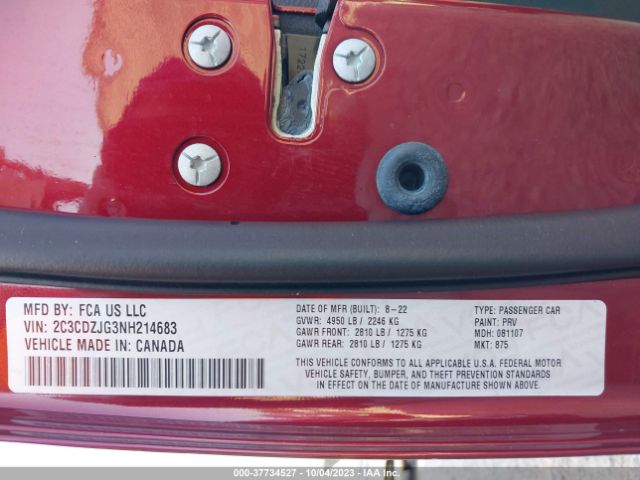 MFD BY: FCA US LLC
VIN: 2C3CDZJG3NH214683
VEHICLE MADE IN: CANADA
DATE OF MFR (BUILT): 8-22
GVWR: 4950 LB / 2246 KG
GAWR FRONT: 2810 LB / 1275 KG
GAWR REAR: 2810 LB / 1275 KG
TYPE: PASSENGER CAR
PAINT: PRV
MDH: 081107
MKT: 875
THIS VEHICLE CONFORMS TO ALL APPLICABLE U.S.A. FEDERAL MOTOR
VEHICLE SAFETY, BUMPER, AND THEFT PREVENTION STANDARDS
IN EFFECT ON THE DATE OF MANUFACTURE SHOWN ABOVE.
000-37734527 - 10/04/2023 - IAAI.COM